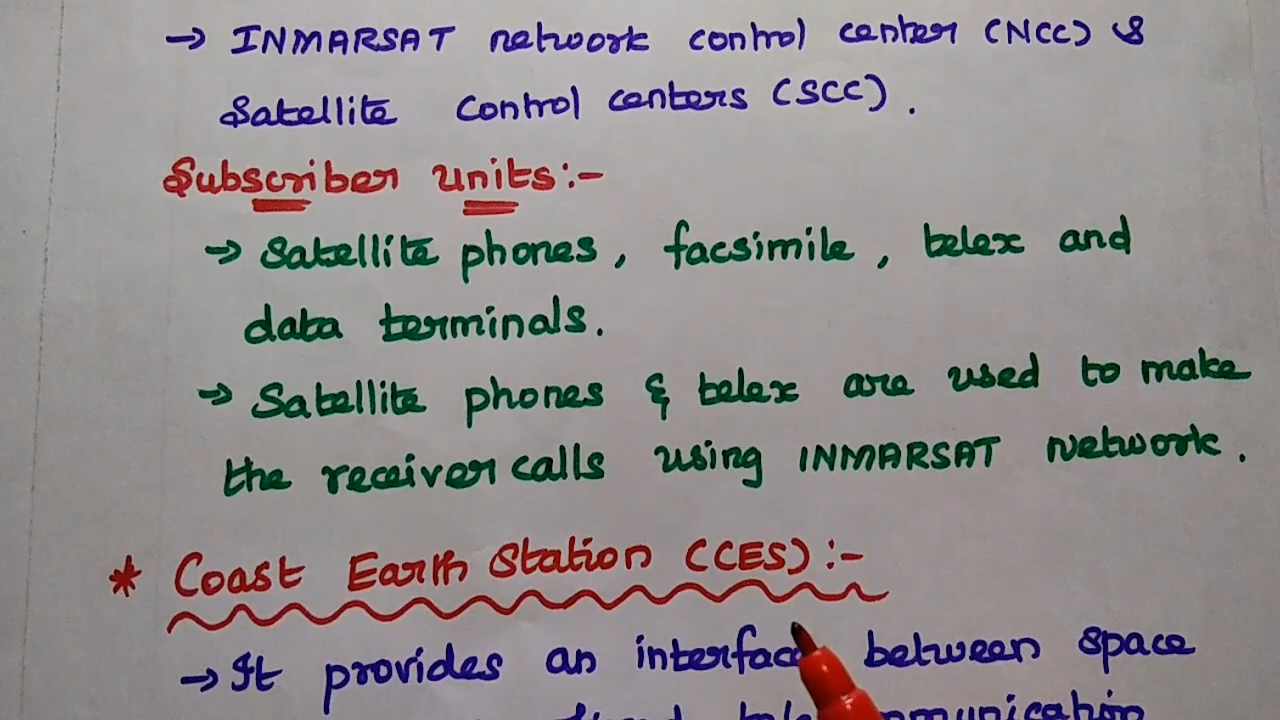 → INMARSAT network control center (NCC) &
Satellite Control centers (SCC).
Subscriber units:-
→ Satellite phones, facsimile, telex and
data terminals.
→ Satellite phones & telex are used to make
the receiver calls using INMARSAT Network.
* Coast Earth Station (CES):-
→ It provides an interface between space